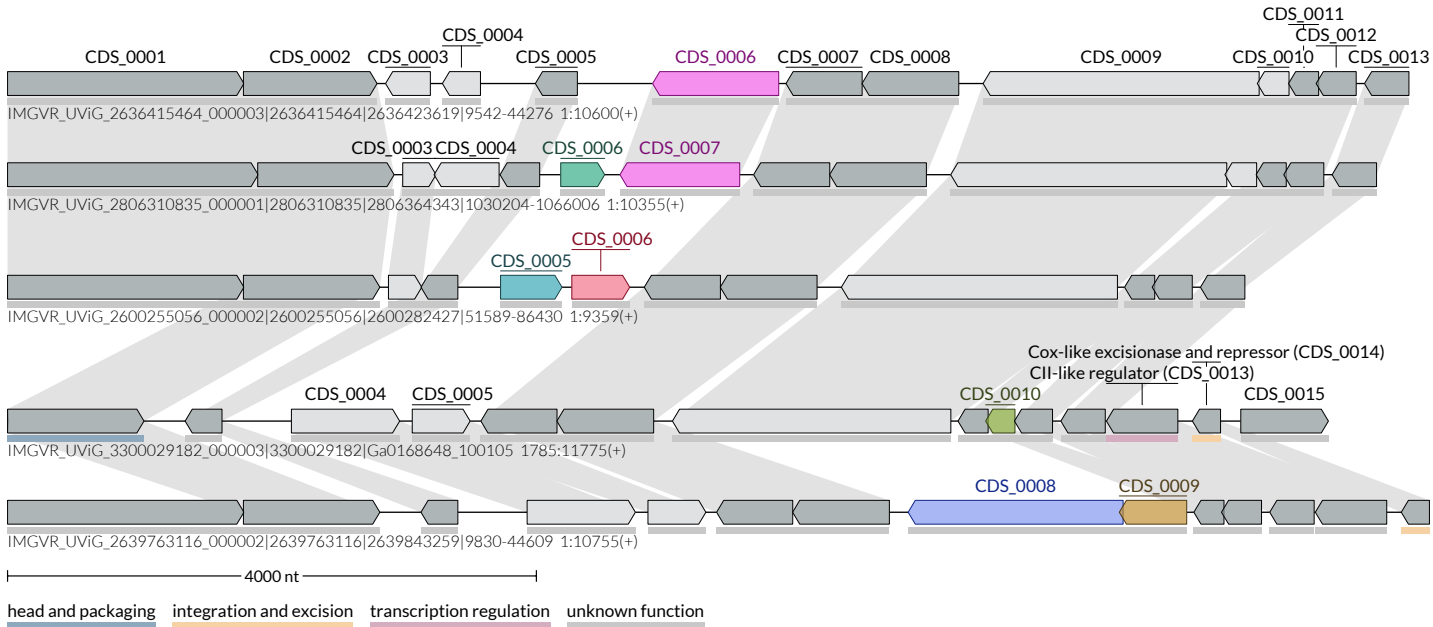 CDS_0011
CDS_0004 CDS_0012
CDS_0001 CDS_0002 CDS_0003 CDS_0005 CDS_0006 CDS_0007 CDS_0008 CDS_0009 CDS_0010 CDS_0013
IMGVR_UViG_2636415464_000003|2636415464|2636423619|9542-44276 1:10600(+)
CDS_0003 CDS_0004 CDS_0006 CDS_0007
IMGVR_UViG_2806310835_000001|2806310835|2806364343|1030204-1066006 1:10355(+)
CDS_0006
CDS_0005
IMGVR_UViG_2600255056_000002|2600255056|2600282427|51589-86430 1:9359(+)
Cox-like excisionase and repressor (CDS_0014)
CII-like regulator (CDS_0013)
CDS_0004 CDS_0005 CDS_0010 CDS_0015
IMGVR_UViG_3300029182_000003|3300029182|Ga0168648_100105 1785:11775(+)
CDS_0008 CDS_0009
IMGVR_UViG_2639763116_000002|2639763116|2639843259|9830-44609 1:10755(+)
4000 nt
head and packaging integration and excision transcription regulation unknown function